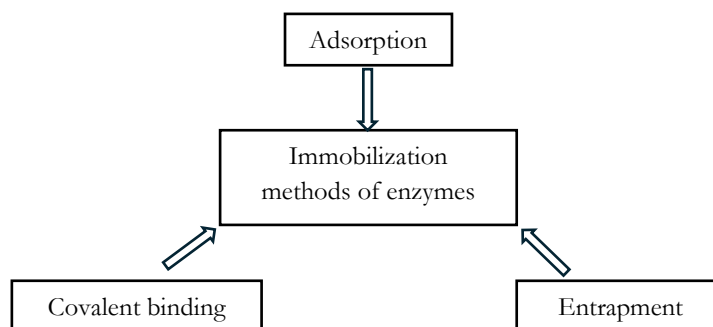 Adsorption
Immobilization
methods of enzymes
Covalent binding
Entrapment